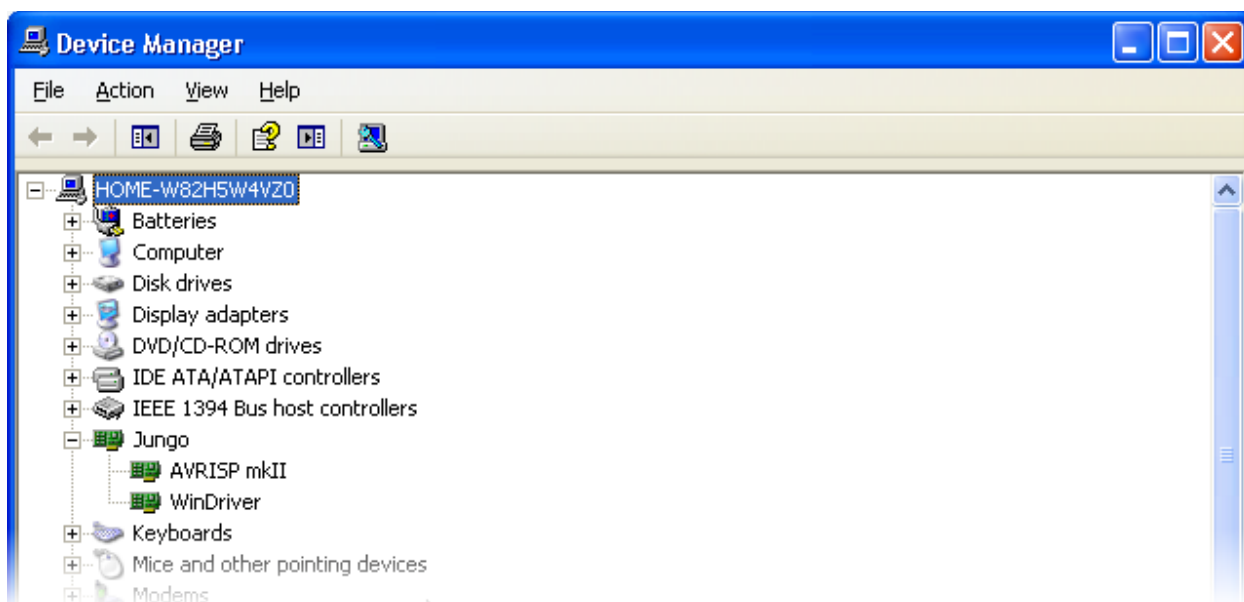 Device Manager
File Action View Help
HOME-W82H5W4VZ0
Batteries
Computer
Disk drives
Display adapters
DVD/CD-ROM drives
IDE ATA/ATAPI controllers
IEEE 1394 Bus host controllers
Jungo
AVRISP mkII
WinDriver
Keyboards
Mice and other pointing devices
Modems